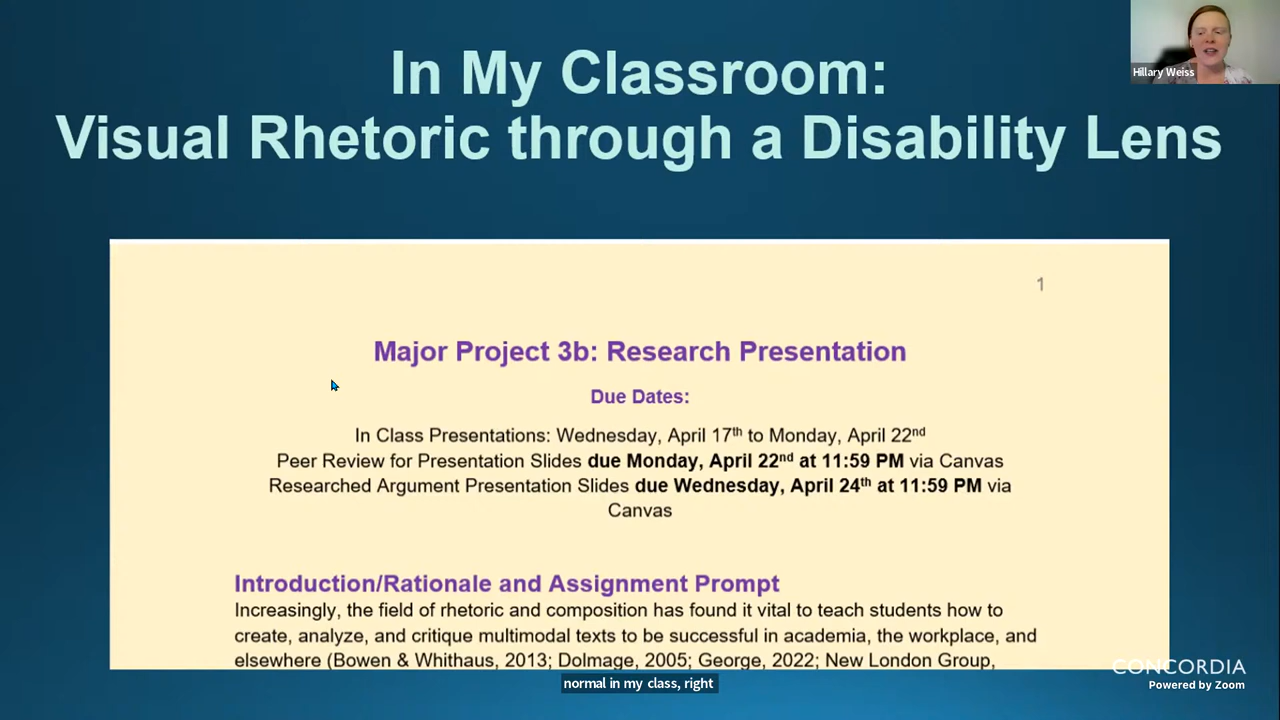 In My Classroom:
Visual Rhetoric through a Disability Lens
Hillary Weiss
1
Major Project 3b: Research Presentation
Due Dates:
In Class Presentations: Wednesday, April 17th to Monday, April 22nd
Peer Review for Presentation Slides due Monday, April 22nd at 11:59 PM via Canvas
Researched Argument Presentation Slides due Wednesday, April 24th at 11:59 PM via
Canvas
Introduction/Rationale and Assignment Prompt
Increasingly, the field of rhetoric and composition has found it vital to teach students how to
create, analyze, and critique multimodal texts to be successful in academia, the workplace, and
elsewhere (Bowen & Whithaus, 2013; Dolmage, 2005; George, 2022; New London Group,
CONCORDIA
Powered by Zoom
normal in my class, right